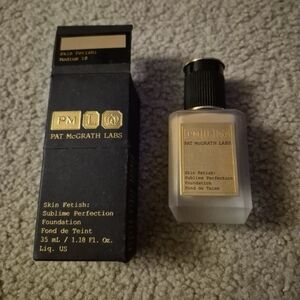 Skin Fetish:
Medium 18
PM L
PAT McGRATH LABS
Skin Fetish:
Sublime Perfection
Foundation
Fond de Teint
35 mL / 1.18 Fl. Oz.
Liq. US
PAT McGRATH LABS
Skin Fetish:
Sublime Perfection
Foundation
Fond de Teint